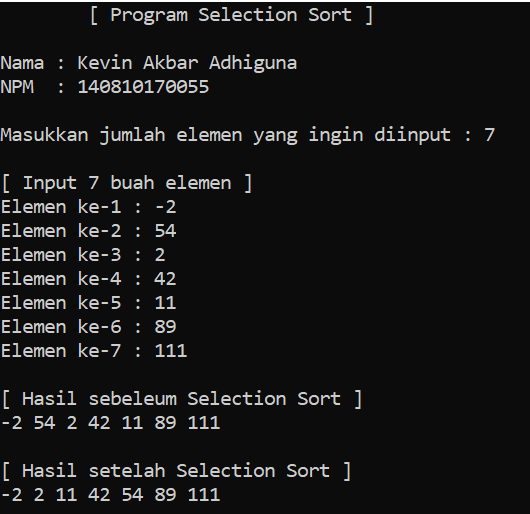 [ Program Selection Sort ]
Nama : Kevin Akbar Adhiguna
NPM  : 140810170055
Masukkan jumlah elemen yang ingin diinput : 7
[ Input 7 buah elemen ]
Elemen ke-1 : -2
Elemen ke-2 : 54
Elemen ke-3 : 2
Elemen ke-4 : 42
Elemen ke-5 : 11
Elemen ke-6 : 89
Elemen ke-7 : 111
[ Hasil sebeleum Selection Sort ]
-2 54 2 42 11 89 111
[ Hasil setelah Selection Sort ]
-2 2 11 42 54 89 111